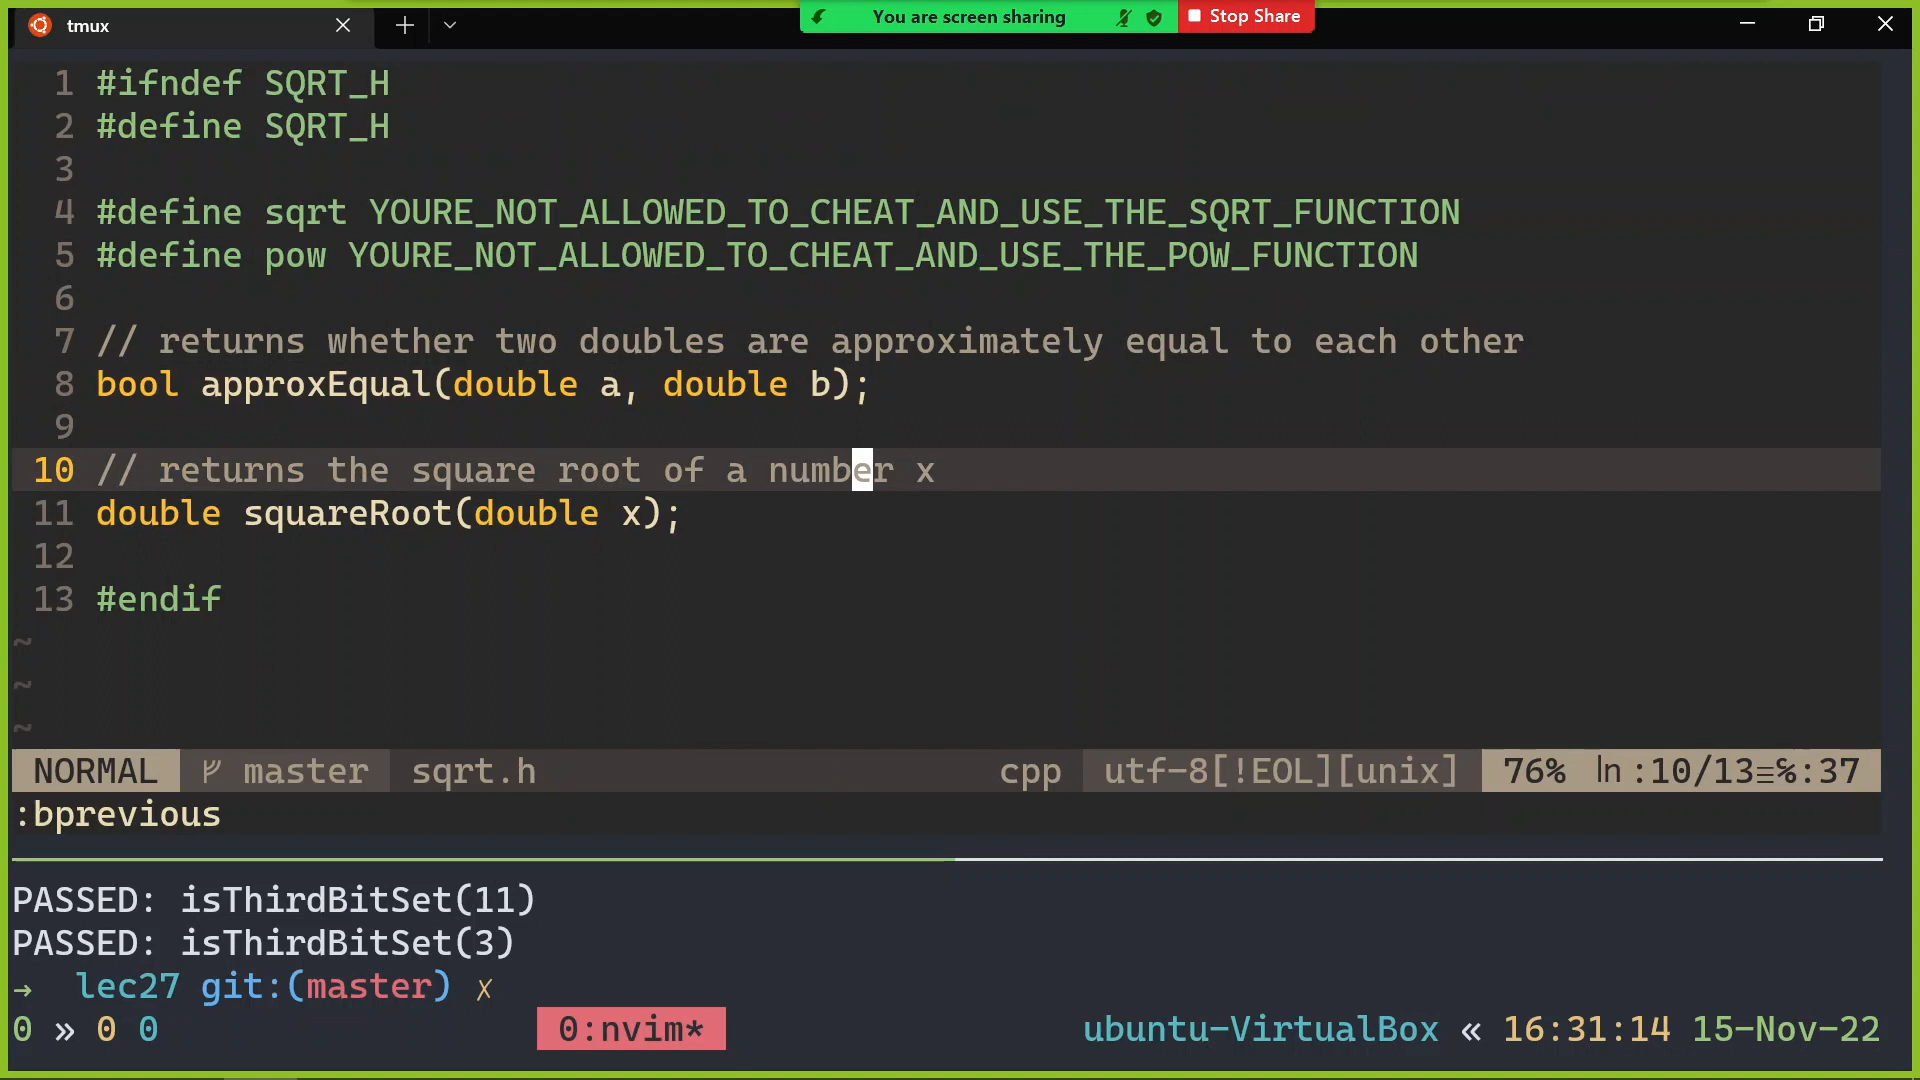 tmux
You are screen sharing
Stop Share
1 #ifndef SQRT_H
2 #define SQRT_H
3
4 #define sqrt YOURE_NOT_ALLOWED_TO_CHEAT_AND_USE_THE_SQRT_FUNCTION
5 #define pow YOURE_NOT_ALLOWED_TO_CHEAT_AND_USE_THE_POW_FUNCTION
6
7 // returns whether two doubles are approximately equal to each other
8 bool approxEqual(double a, double b);
9
10 // returns the square root of a number x
11 double squareRoot(double x);
12
13 #endif
~
~
~
NORMAL master sqrt.h cpp utf-8[!EOL][unix] 76% ln :10/13≡℅:37
:bprevious
PASSED: isThirdBitSet(11)
PASSED: isThirdBitSet(3)
→ lec27 git:(master) ✗
0 » 0 0 0:nvim* ubuntu-VirtualBox « 16:31:14 15-Nov-22